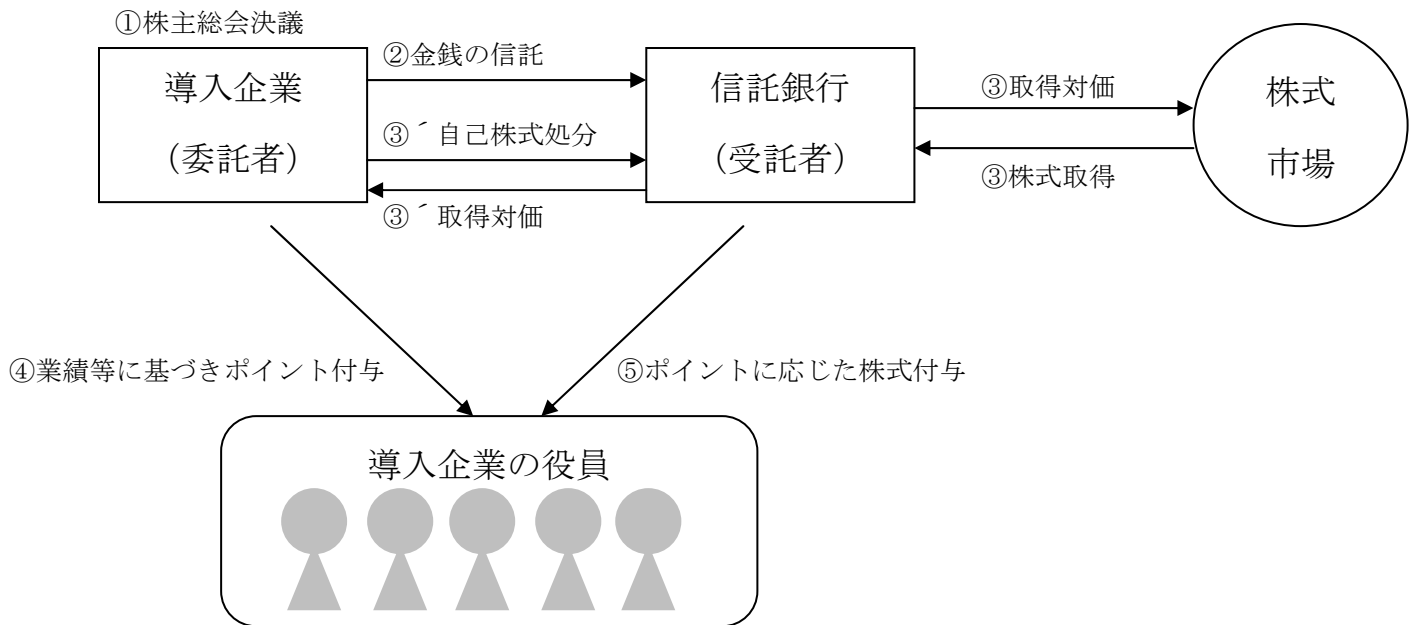 ①株主総会決議
導入企業
（委託者）
②金銭の信託
③´自己株式処分
③´取得対価
信託銀行
（受託者）
③取得対価
③株式取得
株式
市場
④業績等に基づきポイント付与
⑤ポイントに応じた株式付与
導入企業の役員